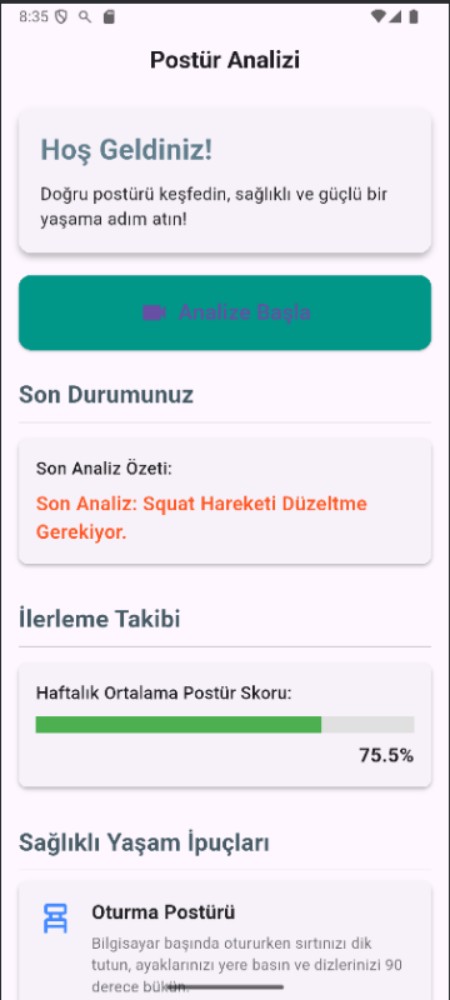 8:35
Postür Analizi
Hoş Geldiniz!
Doğru postürü keşfedin, sağlıklı ve güçlü bir
yaşama adım atın!
Analize Başla
Son Durumunuz
Son Analiz Özeti:
Son Analiz: Squat Hareketi Düzeltme
Gerekiyor.
İlerleme Takibi
Haftalık Ortalama Postür Skoru:
75.5%
Sağlıklı Yaşam İpuçları
Oturma Postürü
Bilgisayar başında otururken sırtınızı dik
tutun, ayaklarınızı yere basın ve dizlerinizi 90
derece bükün.